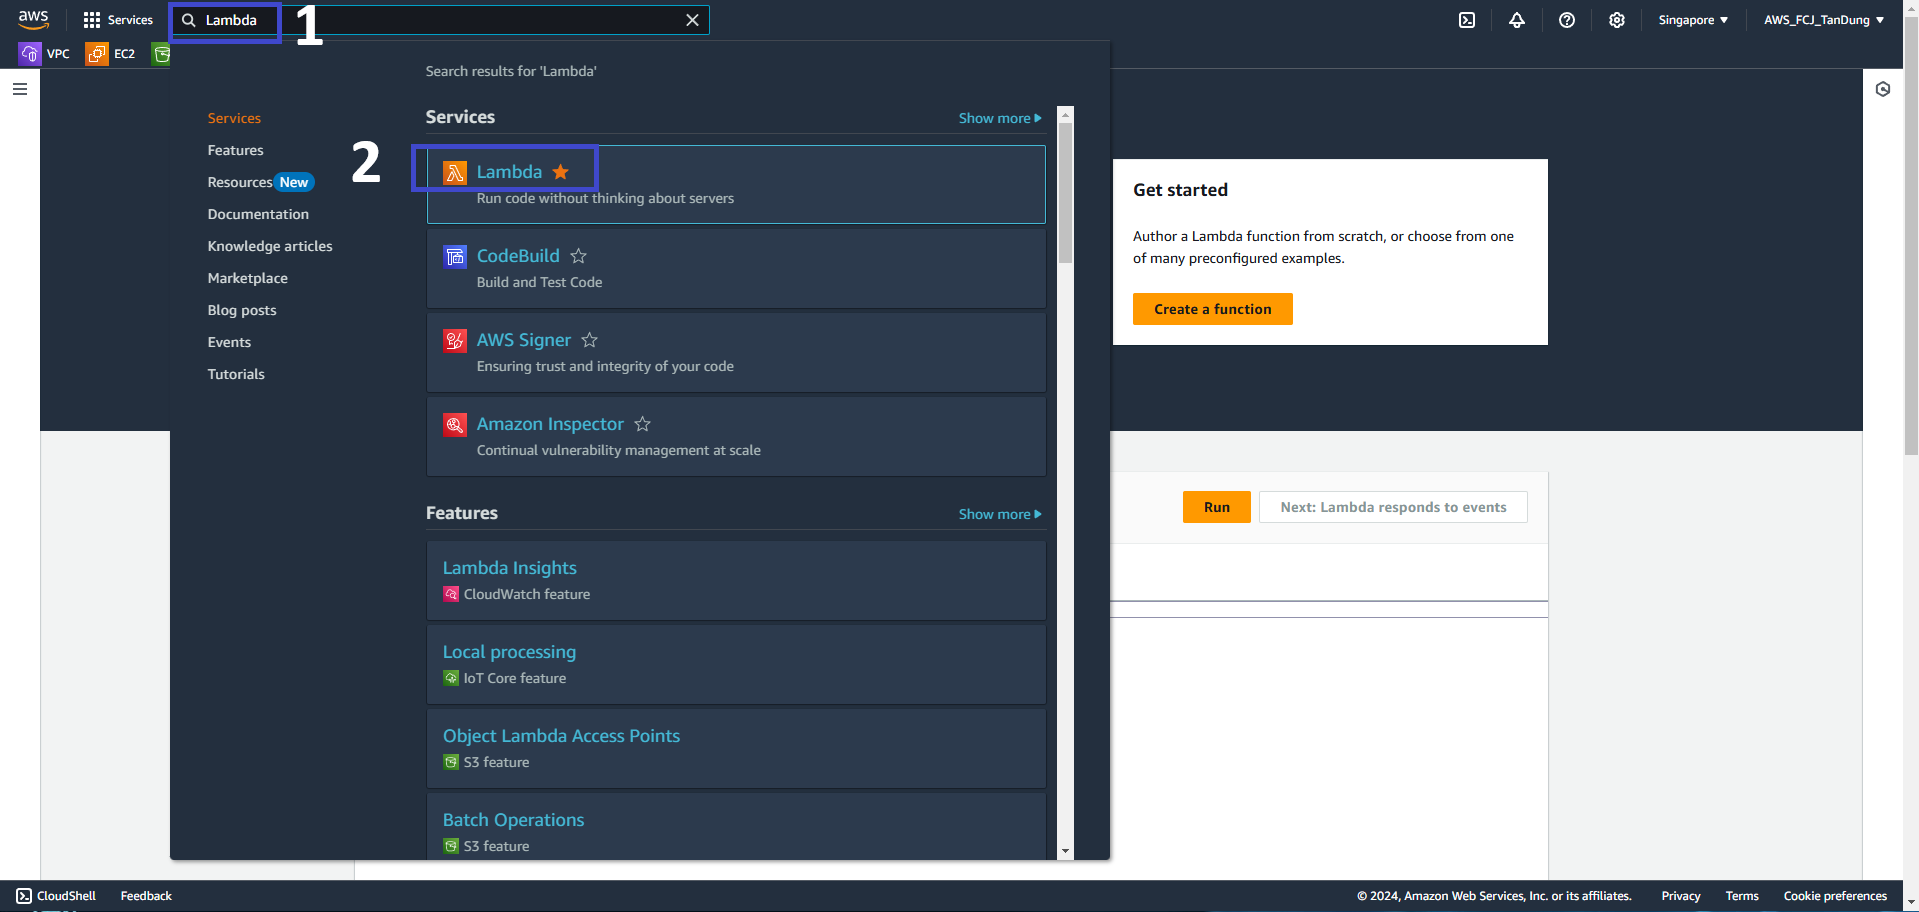 aws
Services
Lambda
1
Singapore
AWS_FCJ_TanDung
VPC
EC2
Search results for 'Lambda'
Services
Features
Resources New
Documentation
Knowledge articles
Marketplace
Blog posts
Events
Tutorials
Services
Show more
2
Lambda
Run code without thinking about servers
CodeBuild
Build and Test Code
AWS Signer
Ensuring trust and integrity of your code
Amazon Inspector
Continual vulnerability management at scale
Features
Show more
Lambda Insights
CloudWatch feature
Local processing
IoT Core feature
Object Lambda Access Points
S3 feature
Batch Operations
S3 feature
Get started
Author a Lambda function from scratch, or choose from one
of many preconfigured examples.
Create a function
Run
Next: Lambda responds to events
CloudShell
Feedback
© 2024, Amazon Web Services, Inc. or its affiliates.
Privacy
Terms
Cookie preferences